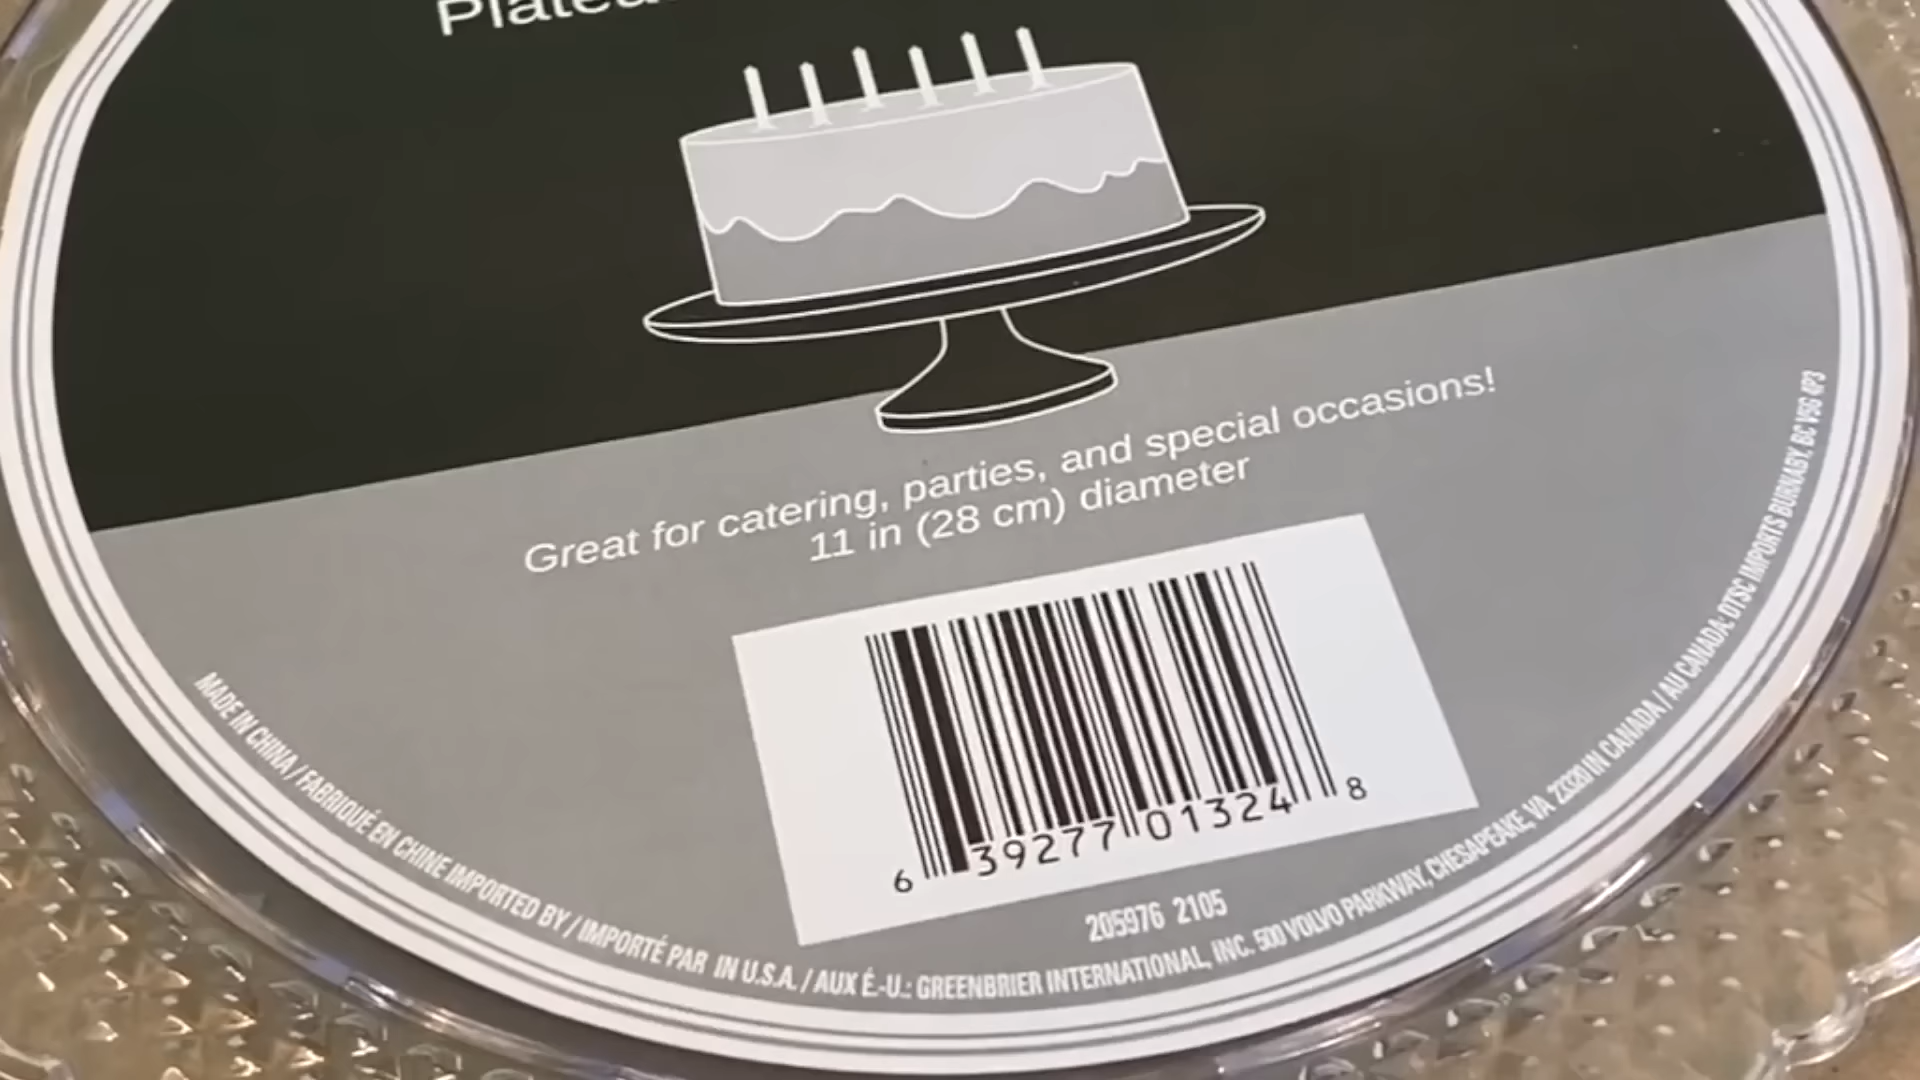 Great for catering, parties, and special occasions!
11 in (28 cm) diameter
6 39277 01324 8
205976 2105
MADE IN CHINA / FABRIQUÉ EN CHINE IMPORTED BY / IMPORTÉ PAR IN U.S.A. / AUX É.-U.: GREENBRIER INTERNATIONAL, INC. 500 VOLVO PARKWAY, CHESAPEAKE, VA 23320 IN CANADA / AU CANADA: DTSC IMPORTS BURNABY, BC V5G 4P3